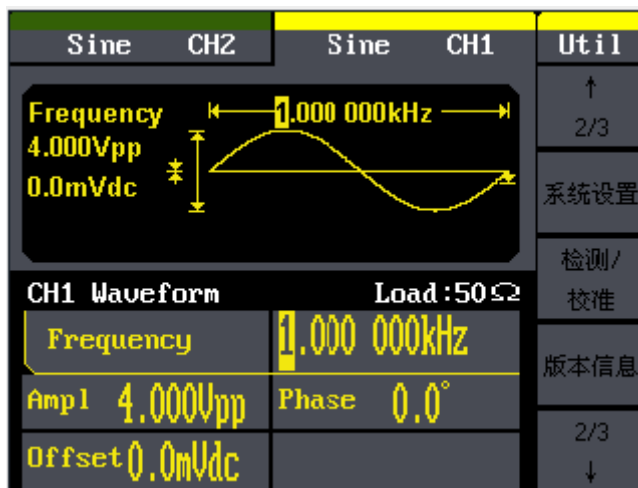 Sine CH2
Sine CH1
Util
Frequency
1.000 000kHz
4.000Vpp
0.0mVdc
↑
2/3
系统设置
检测/
校准
版本信息
2/3
↓
CH1 Waveform
Load:50Ω
Frequency
1.000 000kHz
Ampl 4.000Vpp
Phase 0.0°
Offset 0.0mVdc